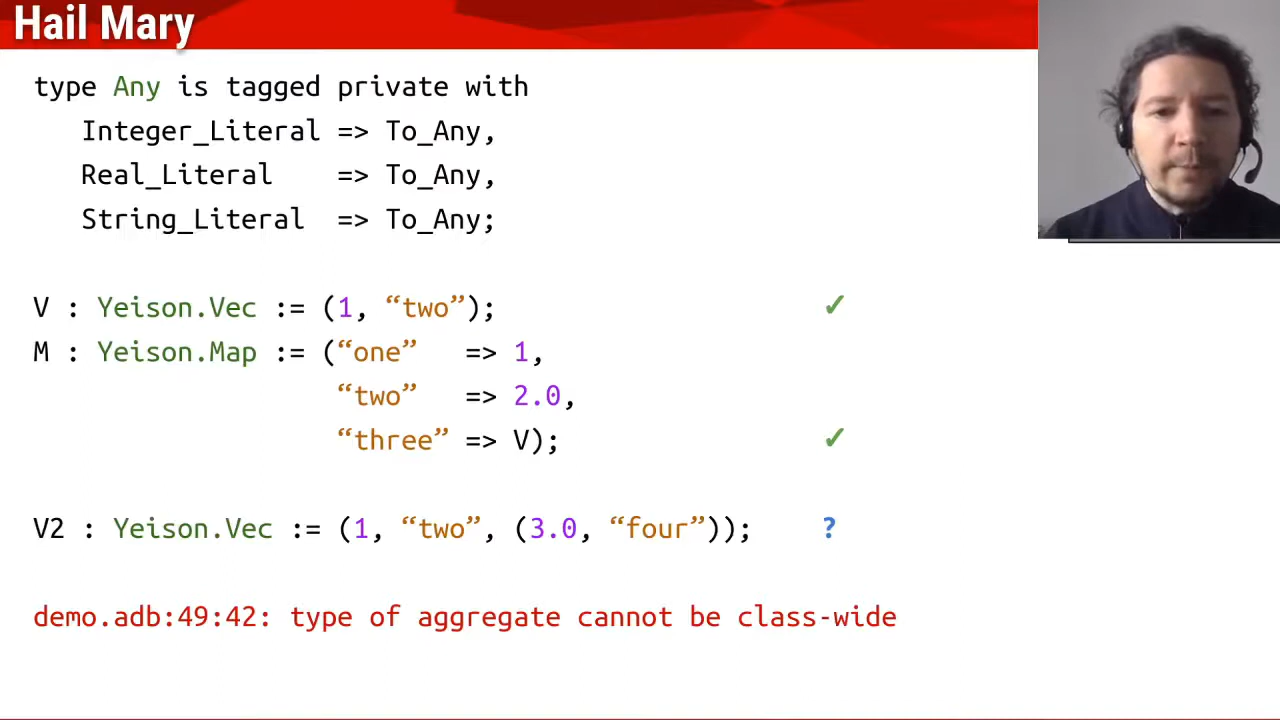 Hail Mary
type Any is tagged private with
Integer_Literal => To_Any,
Real_Literal => To_Any,
String_Literal => To_Any;
V : Yeison.Vec := (1, “two”); ✓
M : Yeison.Map := (“one” => 1,
“two” => 2.0,
“three” => V); ✓
V2 : Yeison.Vec := (1, “two”, (3.0, “four”)); ?
demo.adb:49:42: type of aggregate cannot be class-wide